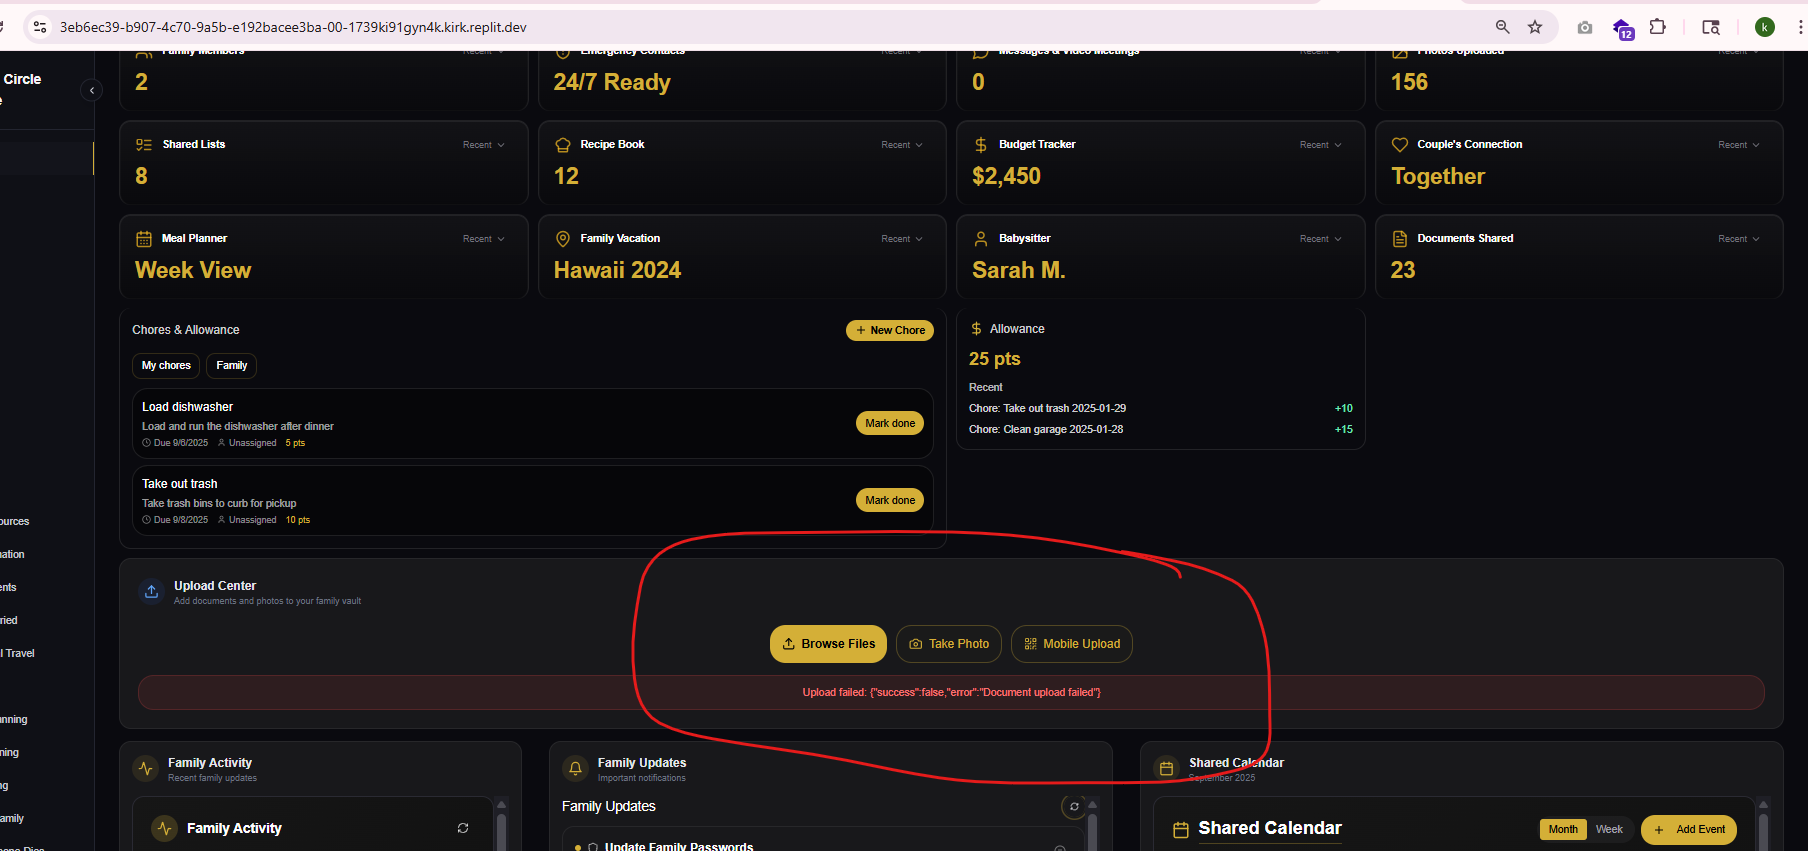 3eb6ec39-b907-4c70-9a5b-e192bacee3ba-00-1739ki91gyn4k.kirk.replit.dev
12
k
Circle
Family Members
2
Emergency Contacts
24/7 Ready
Messages & Video Meetings
0
Photos Uploaded
156
Shared Lists Recent
8
Recipe Book Recent
12
Budget Tracker Recent
$2,450
Couple's Connection Recent
Together
Meal Planner Recent
Week View
Family Vacation Recent
Hawaii 2024
Babysitter Recent
Sarah M.
Documents Shared Recent
23
Chores & Allowance
+ New Chore
My chores Family
Load dishwasher
Load and run the dishwasher after dinner
Due 9/6/2025 Unassigned 5 pts
Mark done
Take out trash
Take trash bins to curb for pickup
Due 9/8/2025 Unassigned 10 pts
Mark done
Allowance
25 pts
Recent
Chore: Take out trash 2025-01-29 +10
Chore: Clean garage 2025-01-28 +15
ources
nation
ents
ried
l Travel
anning
ning
ng
amily
Upload Center
Add documents and photos to your family vault
Browse Files Take Photo Mobile Upload
Upload failed: {"success":false,"error":"Document upload failed"}
Family Activity
Recent family updates
Family Activity
Family Updates
Important notifications
Family Updates
Update Family Passwords
Shared Calendar
September 2025
Shared Calendar
Month Week + Add Event